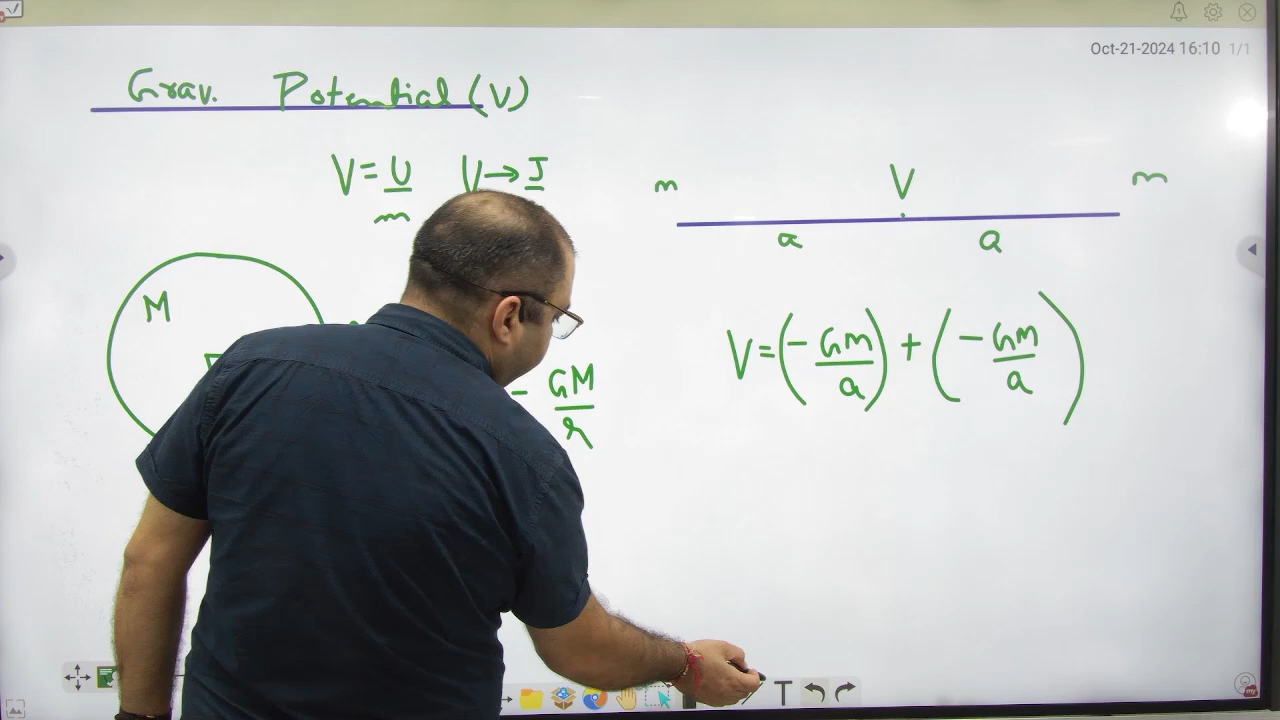 Oct-21-2024 16:10 1/1
Grav. Potential (V)
V = U/m V → J
m V m
a a
M
- GM/r
V = (- Gm/a) + (- Gm/a)
T